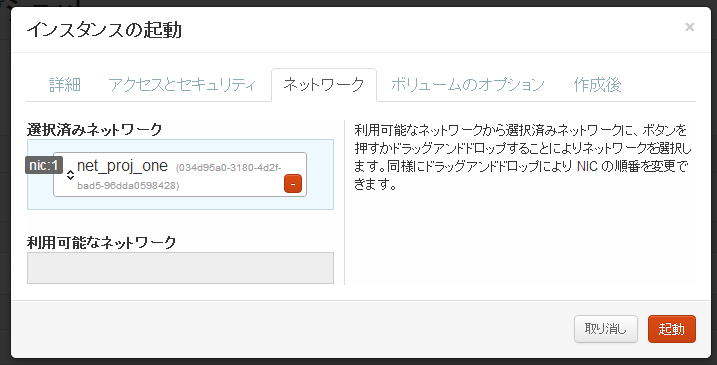 インスタンスの起動
×
詳細 アクセスとセキュリティ ネットワーク ボリュームのオプション 作成後
選択済みネットワーク
nic:1 net_proj_one (034d95a0-3180-4d2f-
bad5-96dda0598428)
-
利用可能なネットワーク
利用可能なネットワークから選択済みネットワークに、ボタンを
押すかドラッグアンドドロップすることによりネットワークを選択し
ます。同様にドラッグアンドドロップにより NIC の順番を変更で
きます。
取り消し 起動